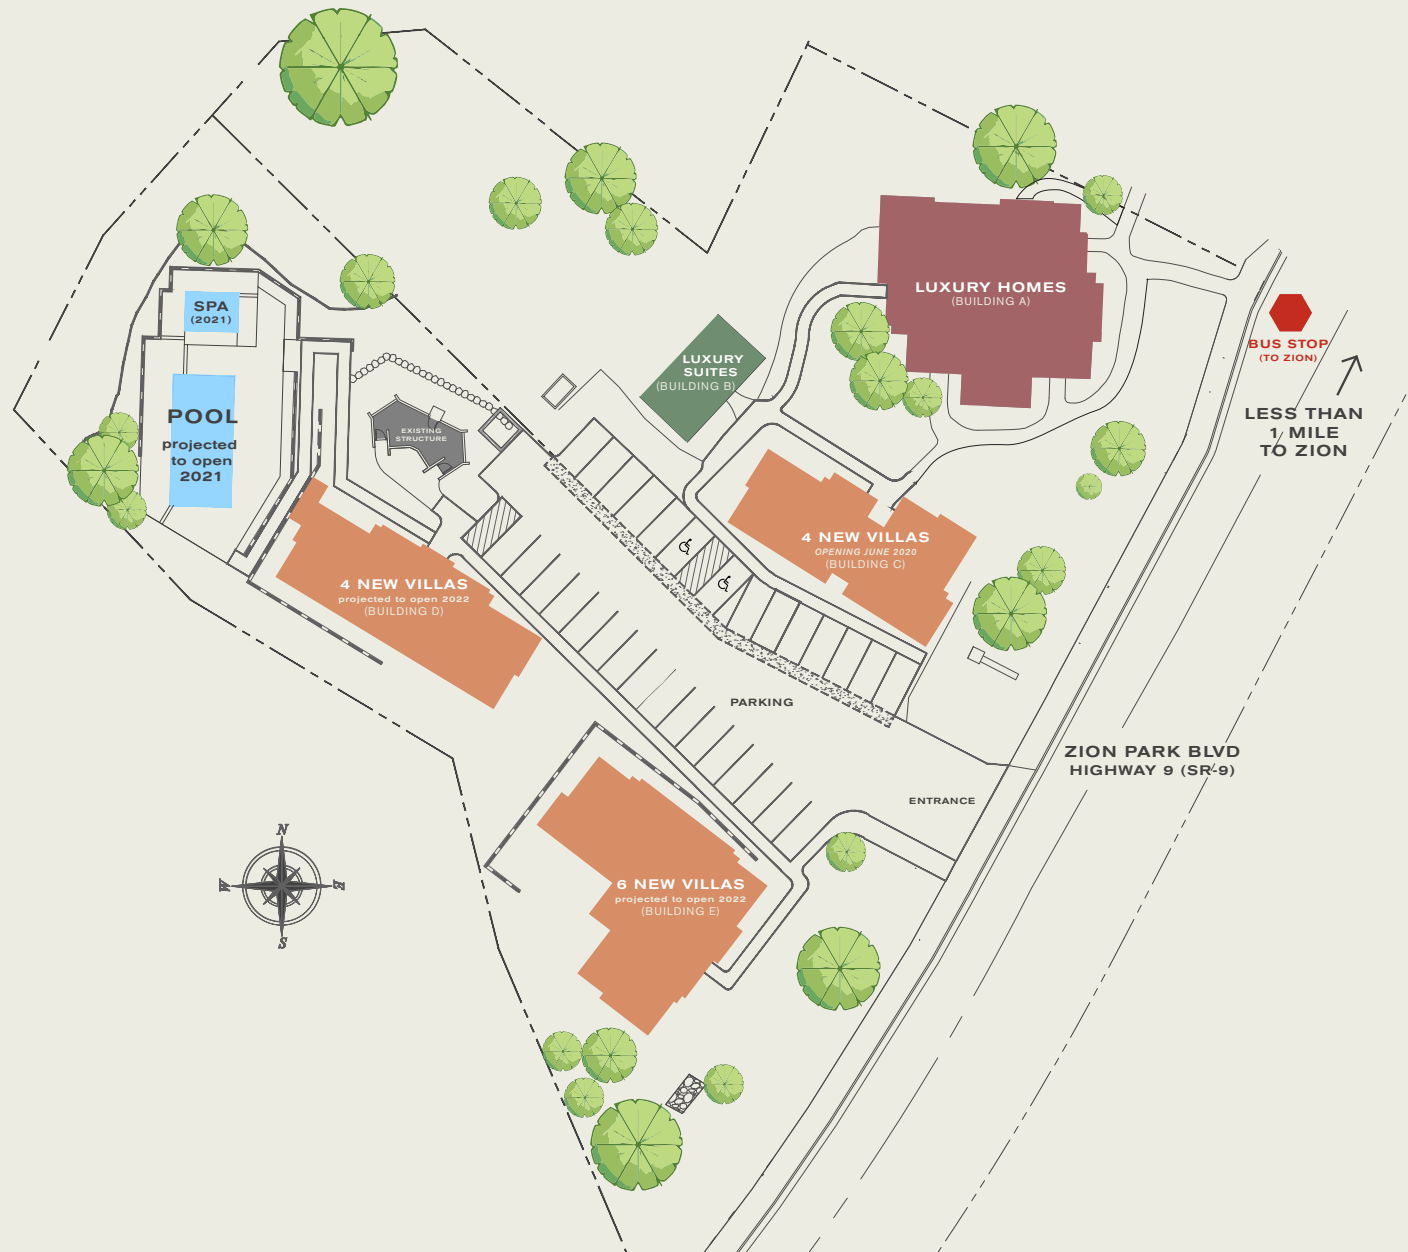 LUXURY HOMES
(BUILDING A)
SPA
(2021)
BUS STOP
(TO ZION)
LUXURY
SUITES
(BUILDING B)
LESS THAN
1 MILE
TO ZION
POOL
projected
to open
2021
EXISTING
STRUCTURE
4 NEW VILLAS
OPENING JUNE 2020
(BUILDING C)
4 NEW VILLAS
projected to open 2022
(BUILDING D)
PARKING
ZION PARK BLVD
HIGHWAY 9 (SR-9)
ENTRANCE
N
W
E
S
6 NEW VILLAS
projected to open 2022
(BUILDING E)